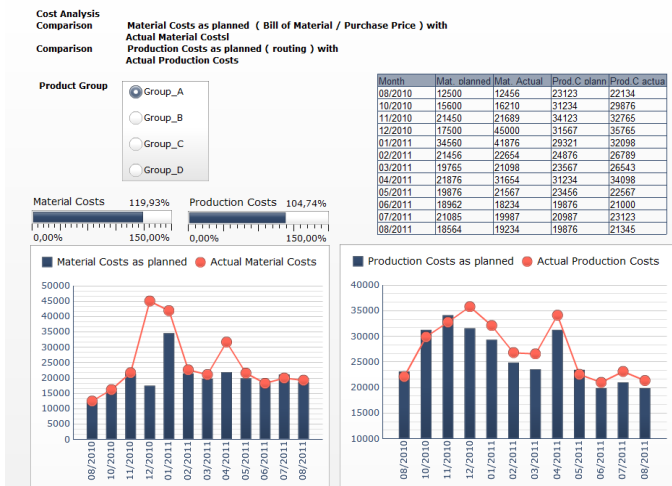 Cost Analysis
Comparison Material Costs as planned ( Bill of Material / Purchase Price ) with
Actual Material Costsl
Comparison Production Costs as planned ( routing ) with
Actual Production Costs
Product Group
Group_A
Group_B
Group_C
Group_D
Month Mat. planned Mat. Actual Prod.C plann Prod.C actua
08/2010 12500 12456 23123 22134
10/2010 15600 16210 31234 29876
11/2010 21450 21689 34123 32765
12/2010 17500 45000 31567 35765
01/2011 34560 41876 29321 32098
02/2011 21456 22654 24876 26789
03/2011 19765 21098 23567 26543
04/2011 21876 31654 31234 34098
05/2011 19876 21567 23456 22567
06/2011 18962 18234 19876 21000
07/2011 21085 19987 20987 23123
08/2011 18564 19234 19876 21345
Material Costs 119,93%
0,00% 150,00%
Production Costs 104,74%
0,00% 150,00%
Material Costs as planned Actual Material Costs
50000
45000
40000
35000
30000
25000
20000
15000
10000
5000
0
08/2010 10/2010 11/2010 12/2010 01/2011 02/2011 03/2011 04/2011 05/2011 06/2011 07/2011 08/2011
Production Costs as planned Actual Production Costs
40000
35000
30000
25000
20000
15000
10000
08/2010 10/2010 11/2010 12/2010 01/2011 02/2011 03/2011 04/2011 05/2011 06/2011 07/2011 08/2011